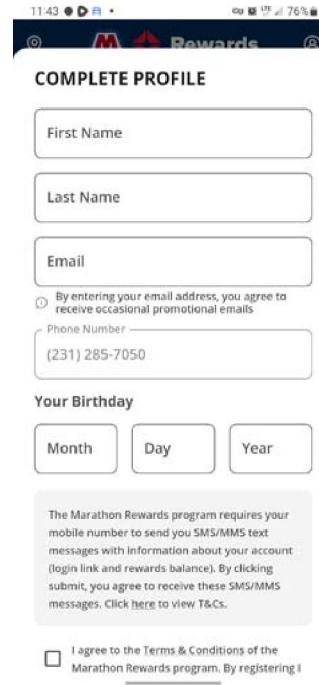 11:43
LTE 76%
M Rewards
COMPLETE PROFILE
First Name
Last Name
Email
By entering your email address, you agree to
receive occasional promotional emails
Phone Number
(231) 285-7050
Your Birthday
Month Day Year
The Marathon Rewards program requires your
mobile number to send you SMS/MMS text
messages with information about your account
(login link and rewards balance). By clicking
submit, you agree to receive these SMS/MMS
messages. Click here to view T&Cs.
I agree to the Terms & Conditions of the
Marathon Rewards program. By registering I